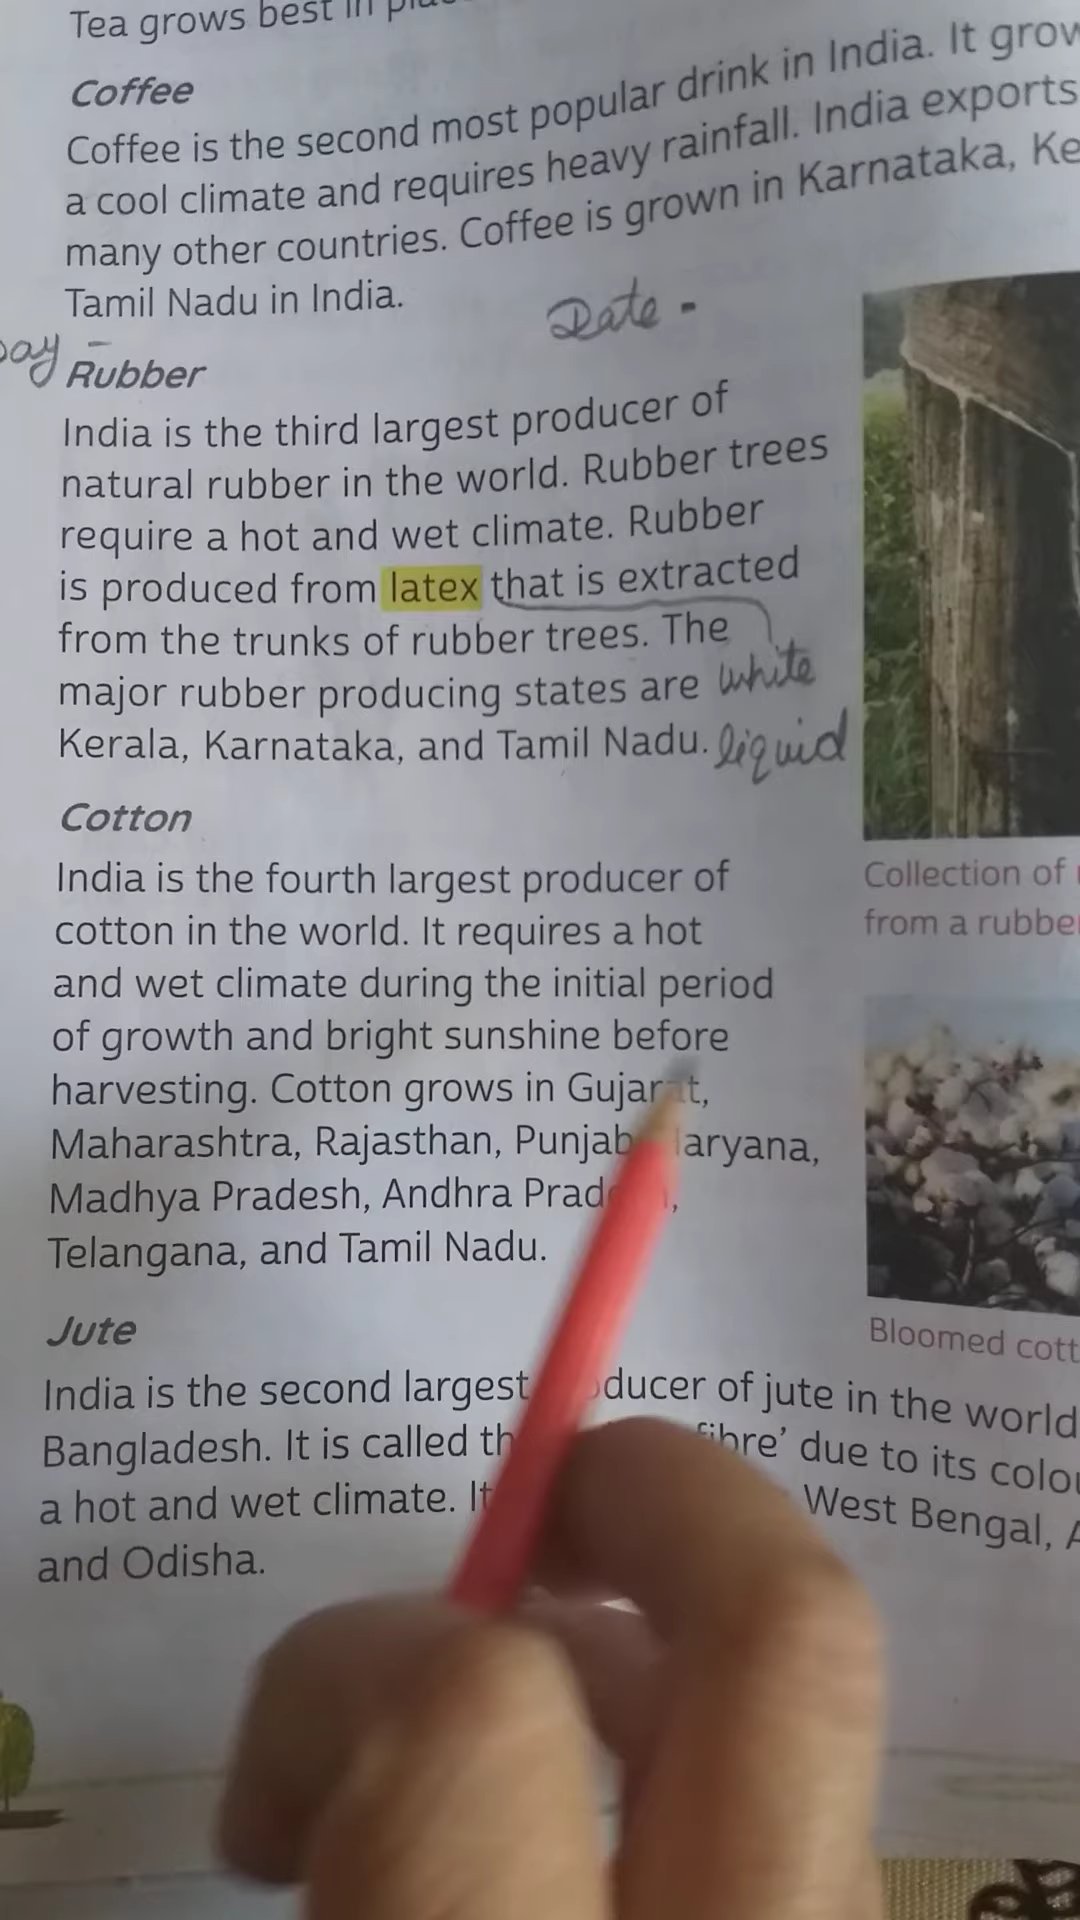 Tea grows best in
Coffee
Coffee is the second most popular drink in India. It grow
a cool climate and requires heavy rainfall. India exports
many other countries. Coffee is grown in Karnataka, Ke
Tamil Nadu in India.
Date -
ay -
Rubber
India is the third largest producer of
natural rubber in the world. Rubber trees
require a hot and wet climate. Rubber
is produced from latex that is extracted
from the trunks of rubber trees. The
major rubber producing states are white
Kerala, Karnataka, and Tamil Nadu. liquid
Cotton
India is the fourth largest producer of
cotton in the world. It requires a hot
and wet climate during the initial period
of growth and bright sunshine before
harvesting. Cotton grows in Gujarat,
Maharashtra, Rajasthan, Punjab, Haryana,
Madhya Pradesh, Andhra Prad
Telangana, and Tamil Nadu.
Collection of
from a rubber
Bloomed cott
Jute
India is the second largest ducer of jute in the world
Bangladesh. It is called th fibre' due to its colou
a hot and wet climate. It West Bengal, A
and Odisha.